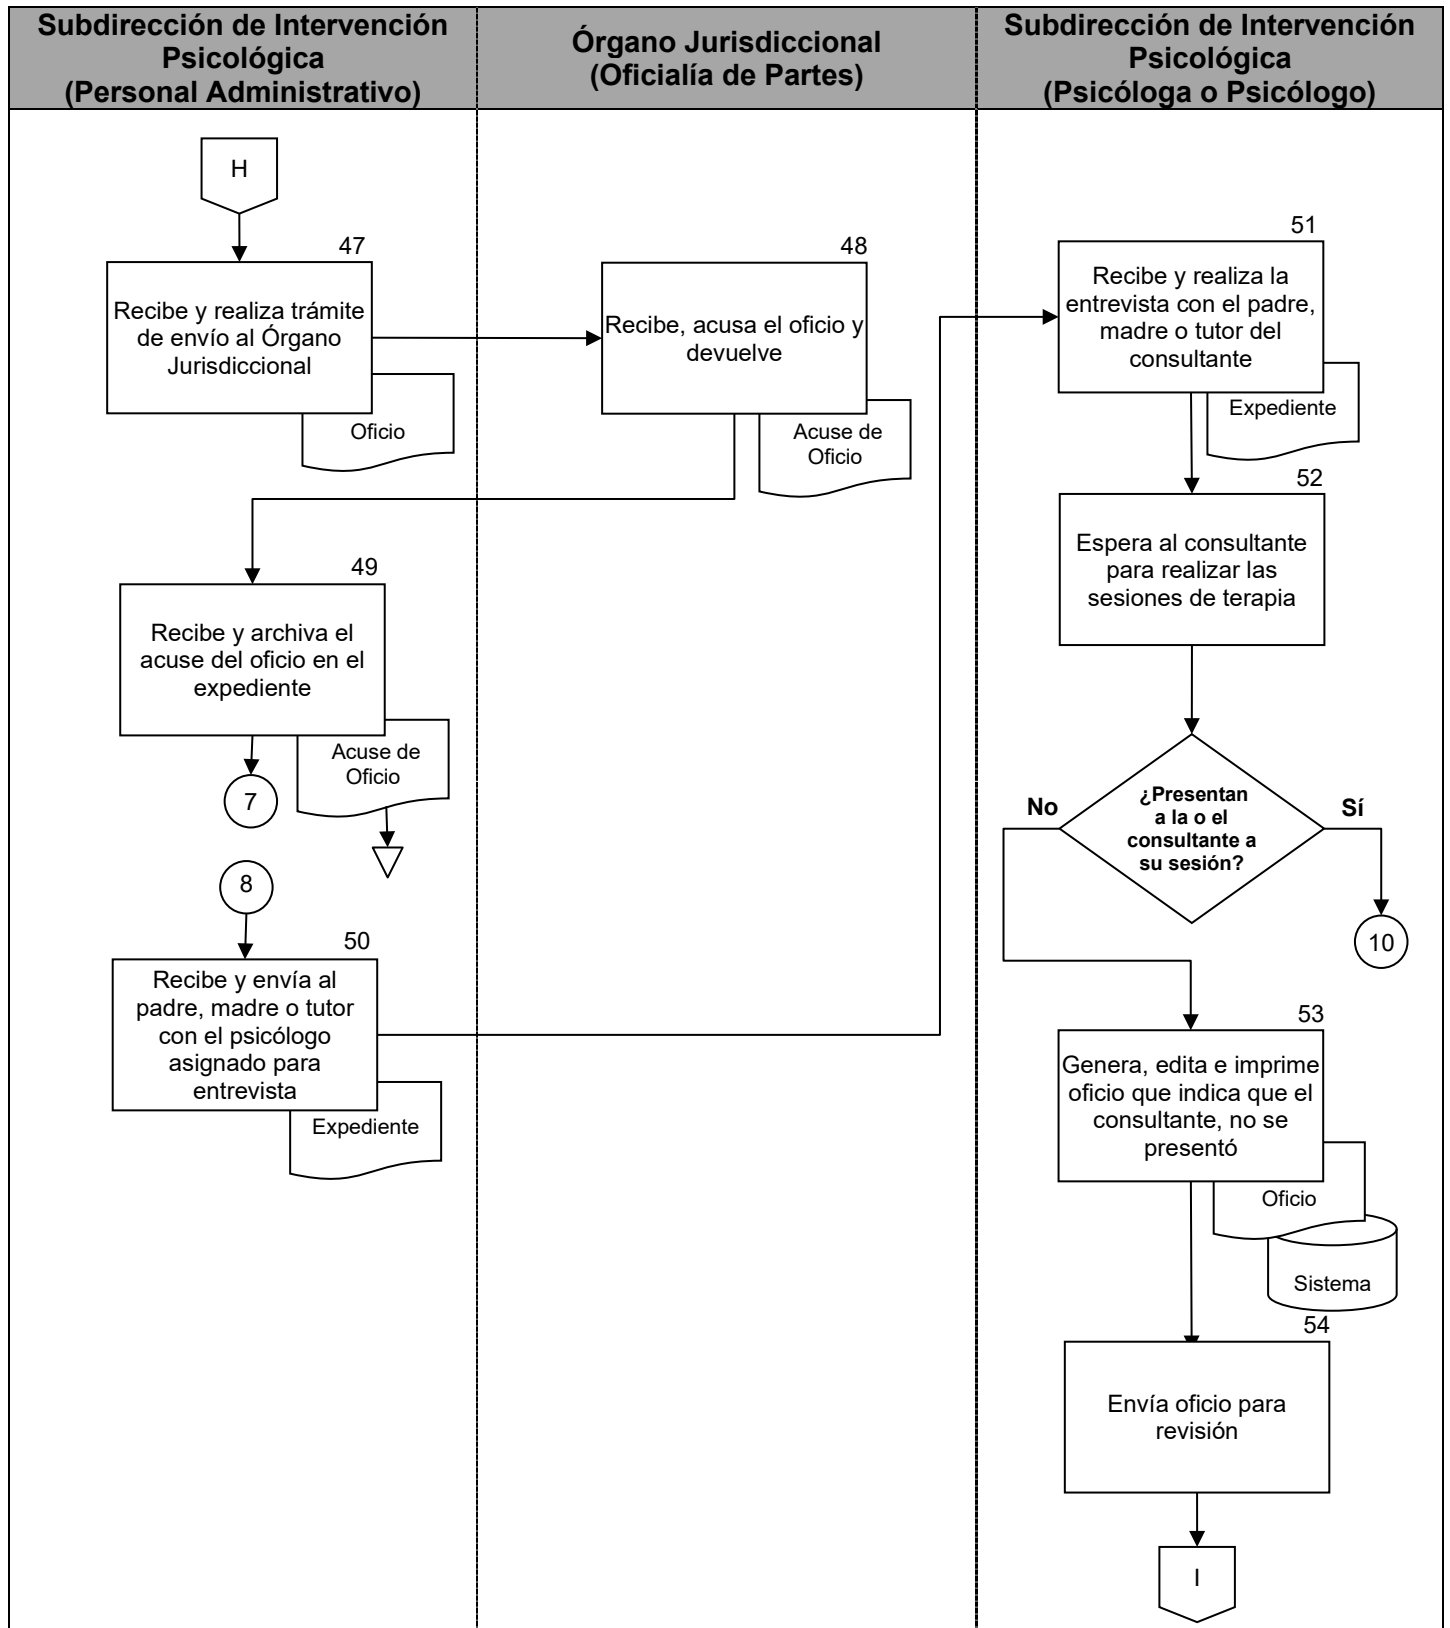 Subdirección de Intervención
Psicológica
(Personal Administrativo)
Órgano Jurisdiccional
(Oficialía de Partes)
Subdirección de Intervención
Psicológica
(Psicóloga o Psicólogo)
H
47
Recibe y realiza trámite
de envío al Órgano
Jurisdiccional
Oficio
48
Recibe, acusa el oficio y
devuelve
Acuse de
Oficio
49
Recibe y archiva el
acuse del oficio en el
expediente
Acuse de
Oficio
7
8
50
Recibe y envía al
padre, madre o tutor
con el psicólogo
asignado para
entrevista
Expediente
51
Recibe y realiza la
entrevista con el padre,
madre o tutor del
consultante
Expediente
52
Espera al consultante
para realizar las
sesiones de terapia
¿Presentan
a la o el
consultante a
su sesión?
No
Sí
10
53
Genera, edita e imprime
oficio que indica que el
consultante, no se
presentó
Oficio
Sistema
54
Envía oficio para
revisión
I